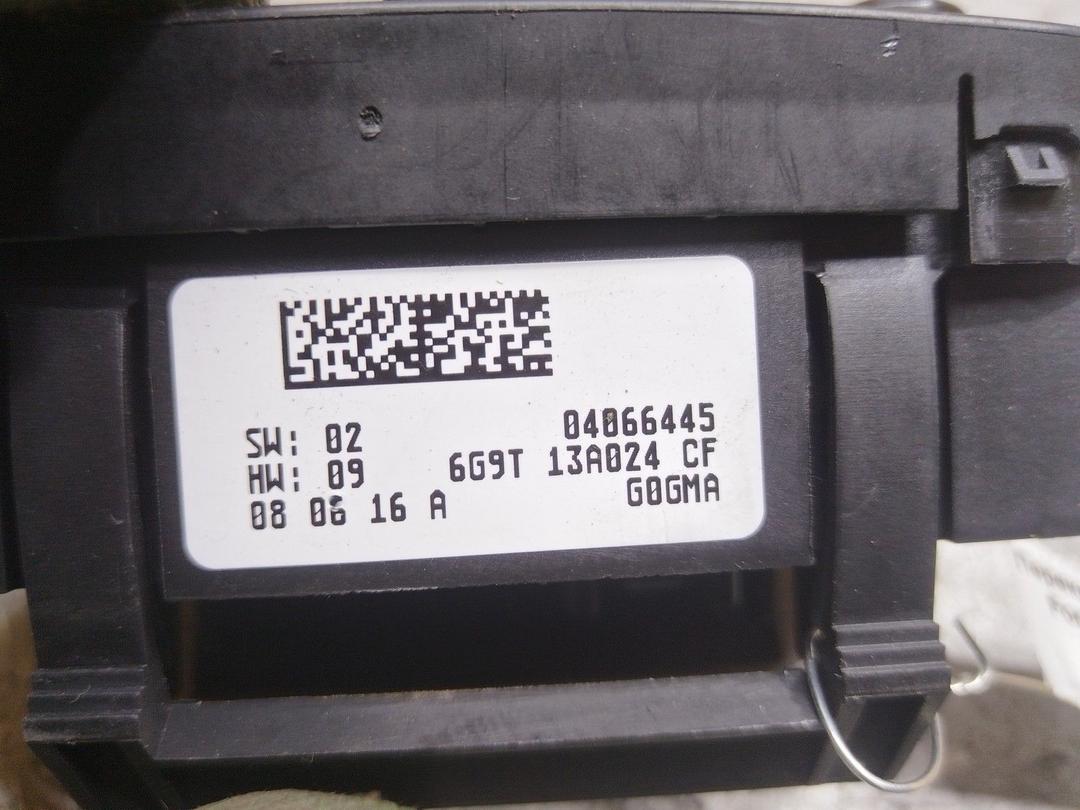 SW: 02
04066445
HW: 09
6G9T 13A024 CF
08 06 16 A
G0GMA